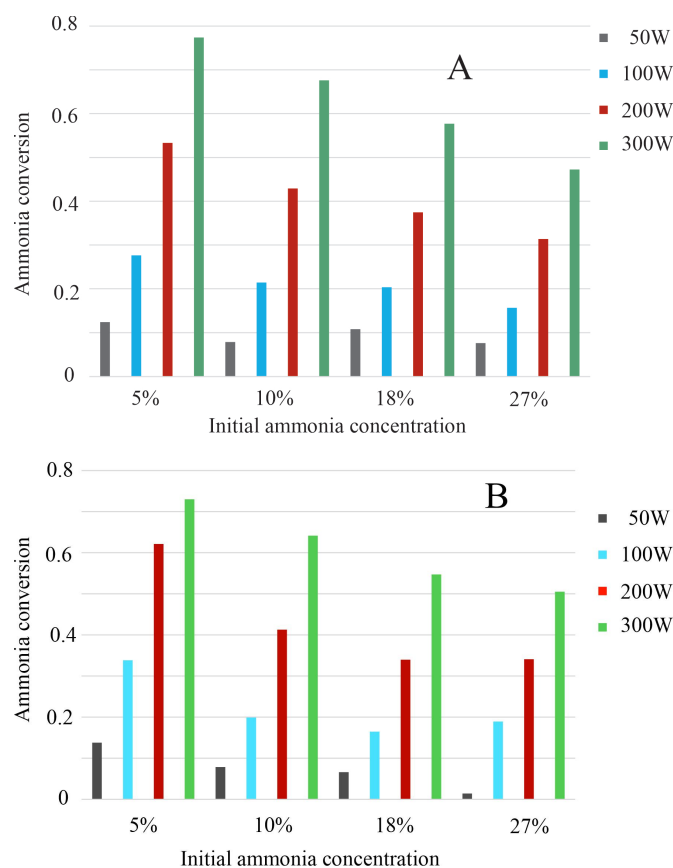 0.8
0.6
0.4
0.2
0
Ammonia conversion
A
50W
100W
200W
300W
5% 10% 18% 27%
Initial ammonia concentration
0.8
0.6
0.4
0.2
0
Ammonia conversion
B
50W
100W
200W
300W
5% 10% 18% 27%
Initial ammonia concentration